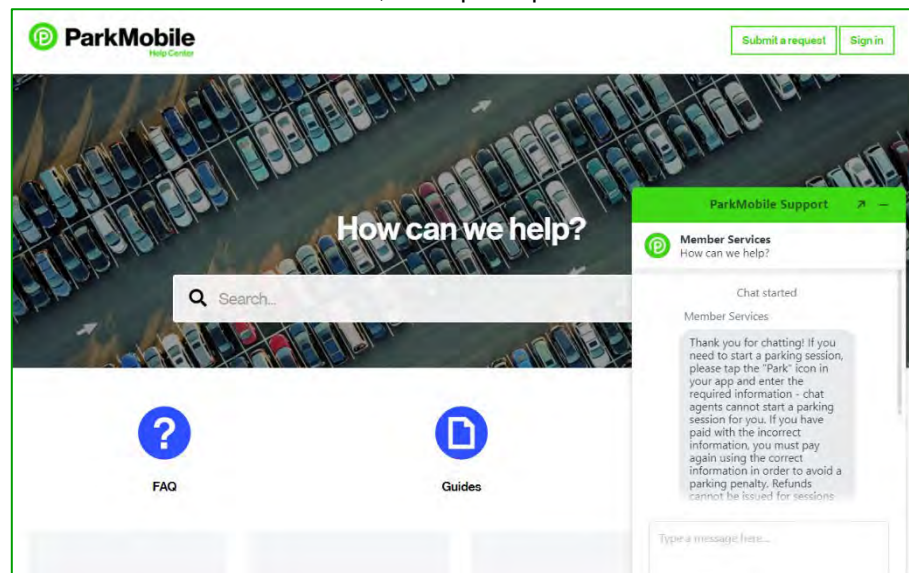 ParkMobile
Help Center
Submit a request
Sign in
How can we help?
Search...
FAQ
Guides
ParkMobile Support
Member Services
How can we help?
Chat started
Member Services
Thank you for chatting! If you
need to start a parking session,
please tap the "Park" icon in
your app and enter the
required information - chat
agents cannot start a parking
session for you. If you have
paid with the incorrect
information, you must pay
again using the correct
information in order to avoid a
parking penalty. Refunds
cannot be issued for sessions
Type a message here...